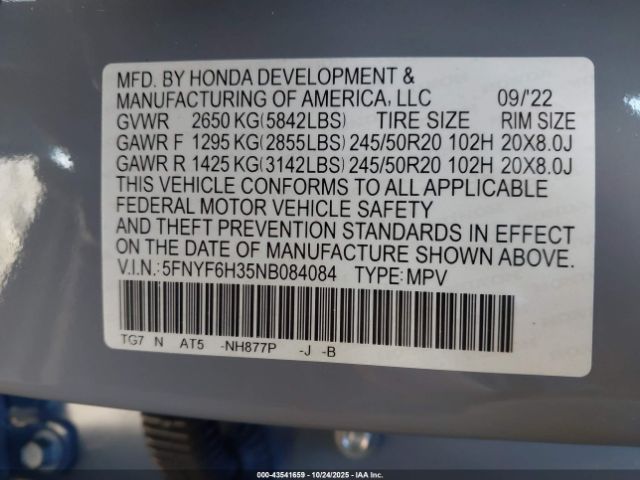 MFD. BY HONDA DEVELOPMENT &
MANUFACTURING OF AMERICA, LLC 09/'22
GVWR 2650 KG(5842LBS) TIRE SIZE RIM SIZE
GAWR F 1295 KG(2855LBS) 245/50R20 102H 20X8.0J
GAWR R 1425 KG(3142LBS) 245/50R20 102H 20X8.0J
THIS VEHICLE CONFORMS TO ALL APPLICABLE
FEDERAL MOTOR VEHICLE SAFETY
AND THEFT PREVENTION STANDARDS IN EFFECT
ON THE DATE OF MANUFACTURE SHOWN ABOVE.
V.I.N.: 5FNYF6H35NB084084 TYPE: MPV
TG7 N AT5 -NH877P -J -B
000-43541659 | 10/24/2025 | IAA Inc.